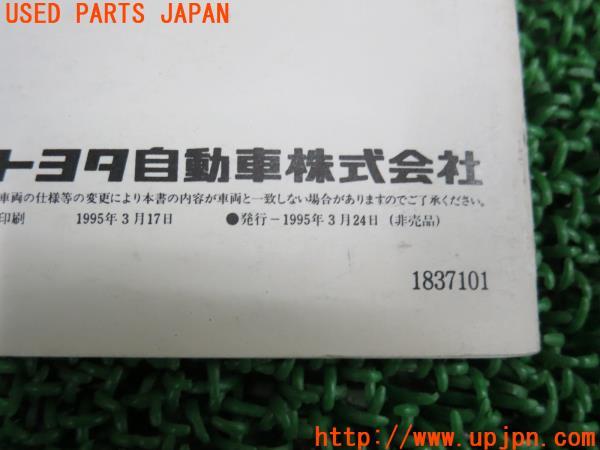 USED PARTS JAPAN
トヨタ自動車株式会社
車両の仕様等の変更により本書の内容が車両と一致しない場合がありますのでご了承ください。
印刷 1995年3月17日 ●発行－1995年3月24日（非売品）
1837101
http://www.upjpn.com/